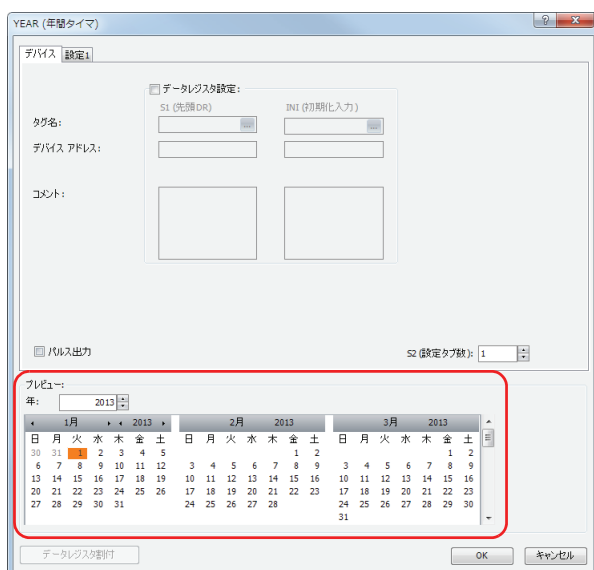 YEAR (年間タイマ)
デバイス 設定1
データレジスタ設定:
S1 (先頭DR) INI (初期化入力)
タグ名:
デバイス アドレス:
コメント:
パルス出力 S2 (設定タブ数): 1
プレビュー:
年: 2013
1月 2013 2月 2013 3月 2013
日 月 火 水 木 金 土 日 月 火 水 木 金 土 日 月 火 水 木 金 土
30 31 1 2 3 4 5 1 2 1 2
6 7 8 9 10 11 12 3 4 5 6 7 8 9 3 4 5 6 7 8 9
13 14 15 16 17 18 19 10 11 12 13 14 15 16 10 11 12 13 14 15 16
20 21 22 23 24 25 26 17 18 19 20 21 22 23 17 18 19 20 21 22 23
27 28 29 30 31 24 25 26 27 28 24 25 26 27 28 29 30
31
データレジスタ割付 OK キャンセル